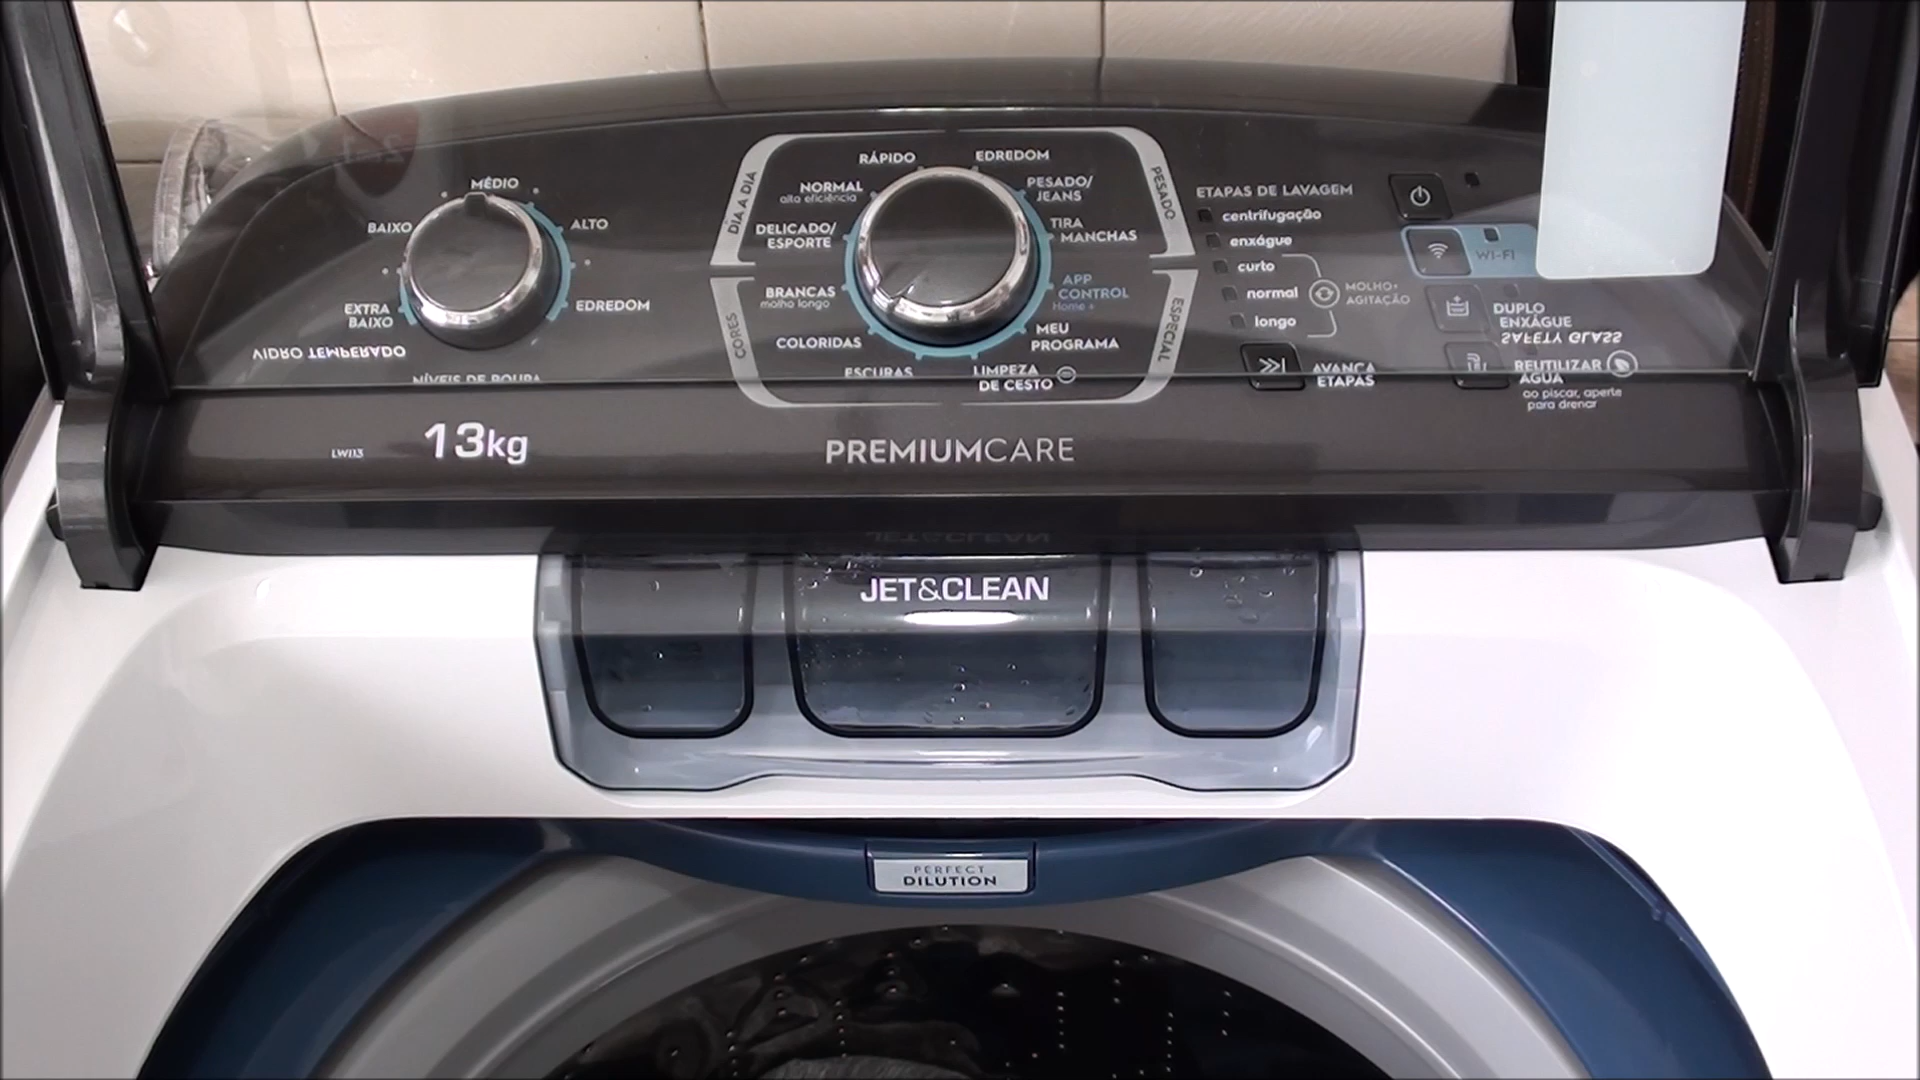 MÉDIO
BAIXO
ALTO
EXTRA
BAIXO
EDREDOM
VIDRO TEMPERADO
NÍVEIS DE ROUPA
LWI13
13kg
DIA A DIA
RÁPIDO
NORMAL
alta eficiência
DELICADO/
ESPORTE
CORES
BRANCAS
molho longo
COLORIDAS
ESCURAS
PESADO
EDREDOM
PESADO/
JEANS
TIRA
MANCHAS
ESPECIAL
APP
CONTROL
Home +
MEU
PROGRAMA
LIMPEZA
DE CESTO
PREMIUMCARE
ETAPAS DE LAVAGEM
centrifugação
enxágue
curto
normal
longo
MOLHO+
AGITAÇÃO
AVANÇA
ETAPAS
WI-FI
DUPLO
ENXÁGUE
SAFETY GLASS
REUTILIZAR
ÁGUA
ao piscar, aperte
para drenar
JET&CLEAN
JET&CLEAN
PERFECT
DILUTION